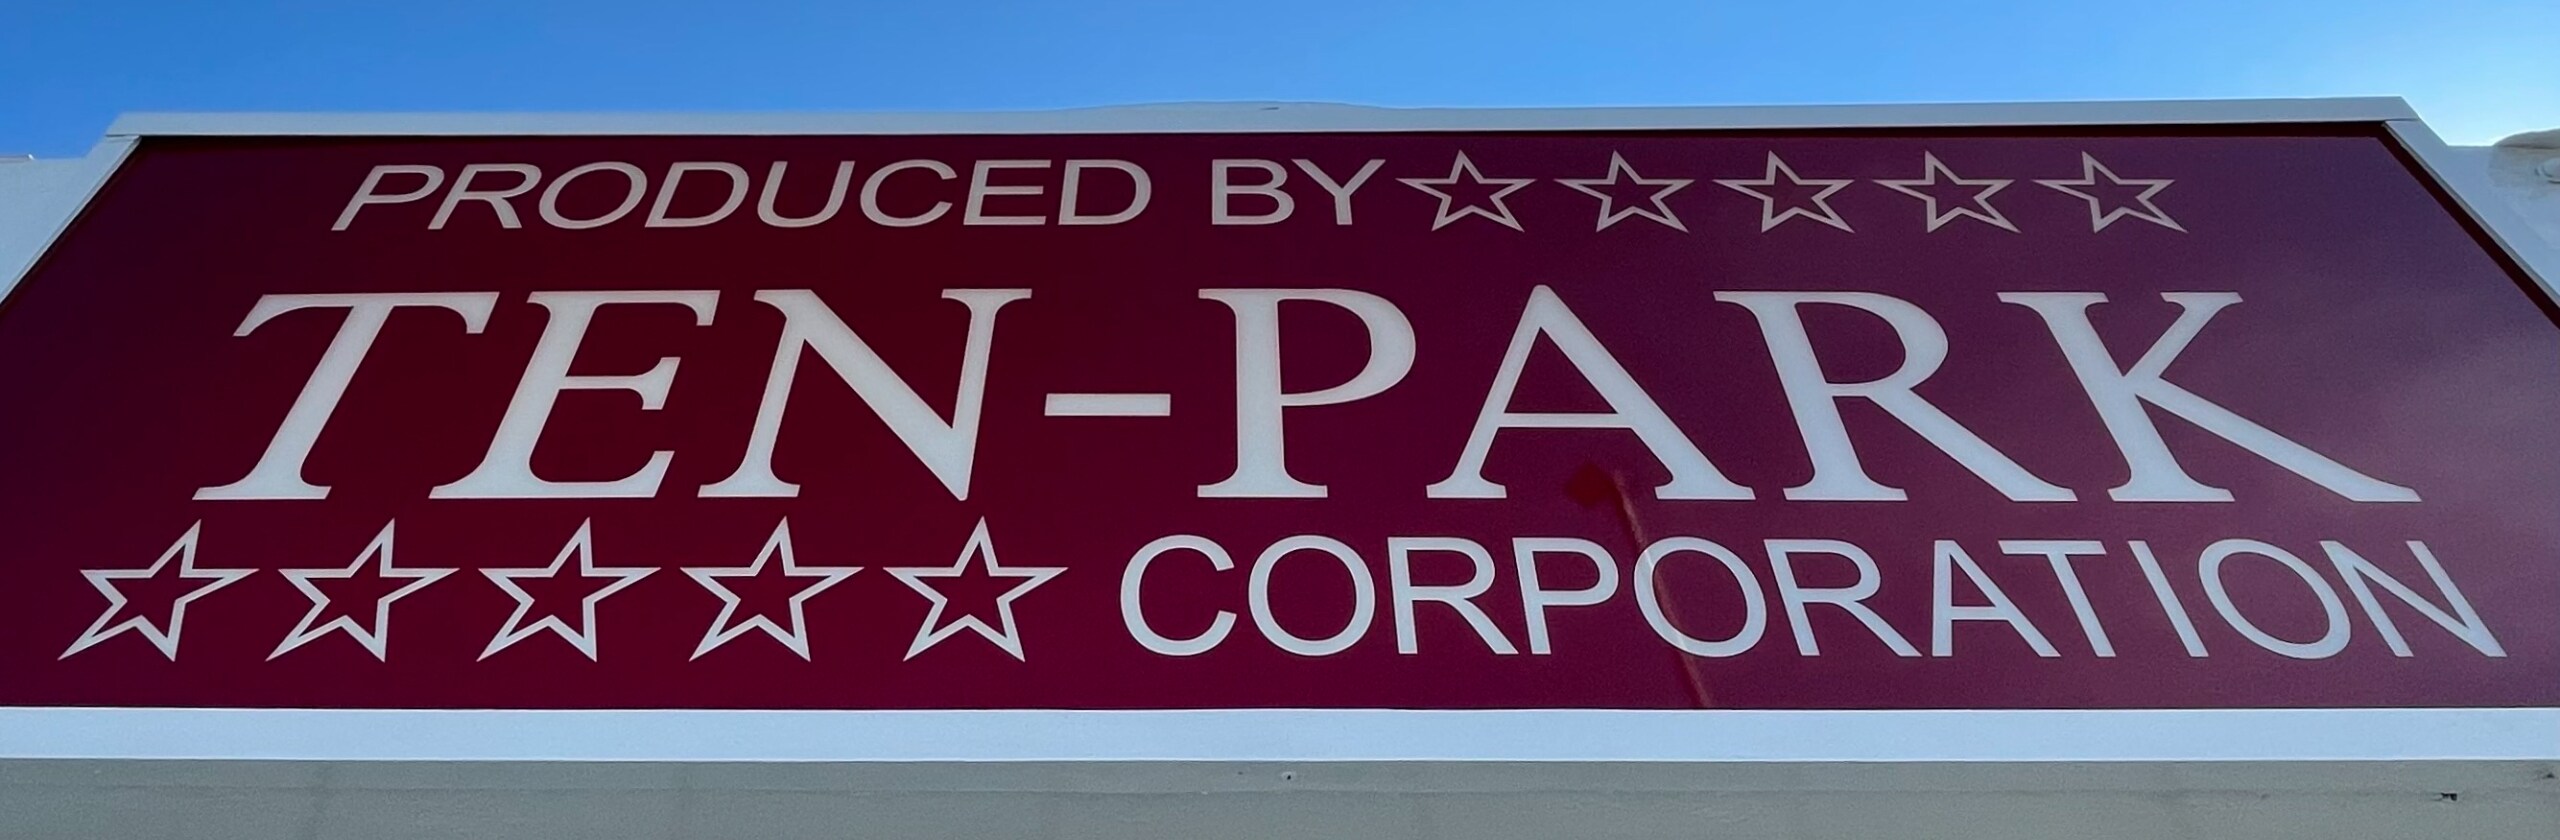 PRODUCED BY☆☆☆☆☆
TEN-PARK
☆☆☆☆☆ CORPORATION